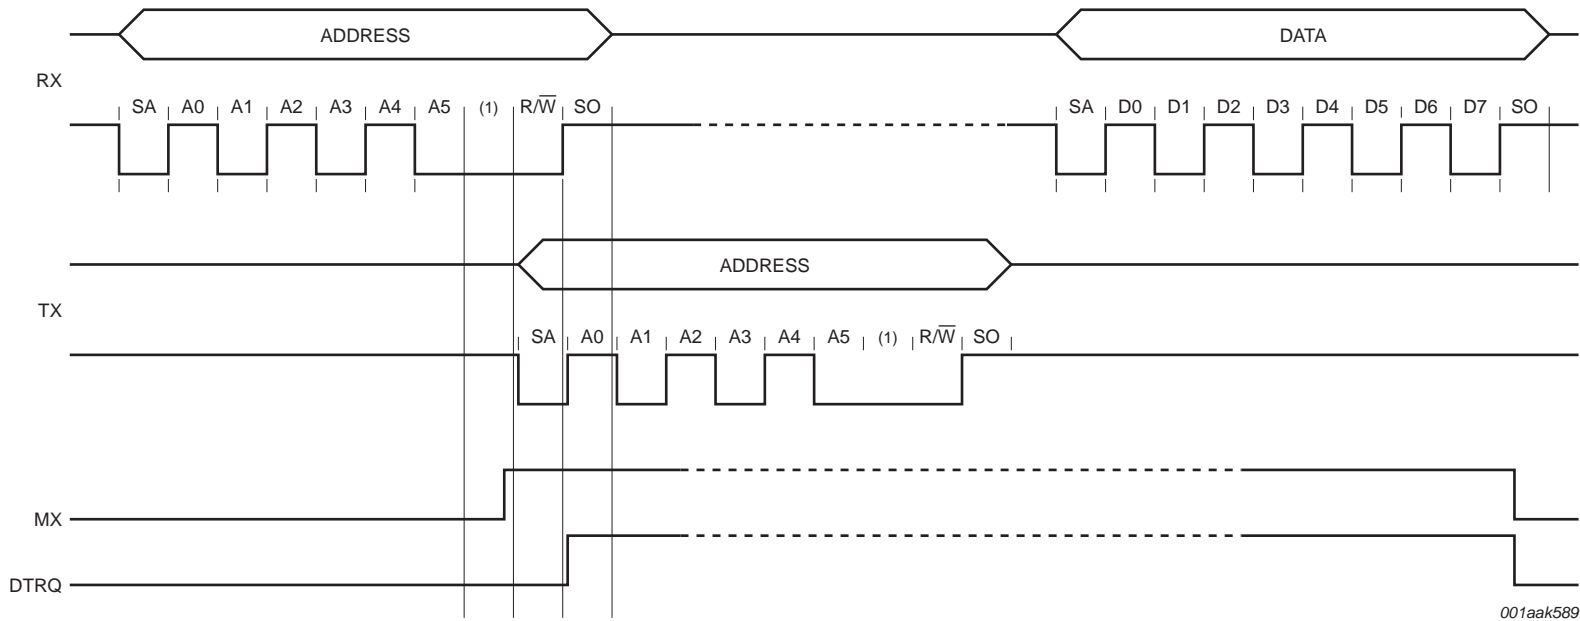 ADDRESS DATA
RX
SA A0 A1 A2 A3 A4 A5 (1) R/W̅ SO SA D0 D1 D2 D3 D4 D5 D6 D7 SO
ADDRESS
TX
SA A0 A1 A2 A3 A4 A5 (1) R/W̅ SO
MX
DTRQ
001aak589